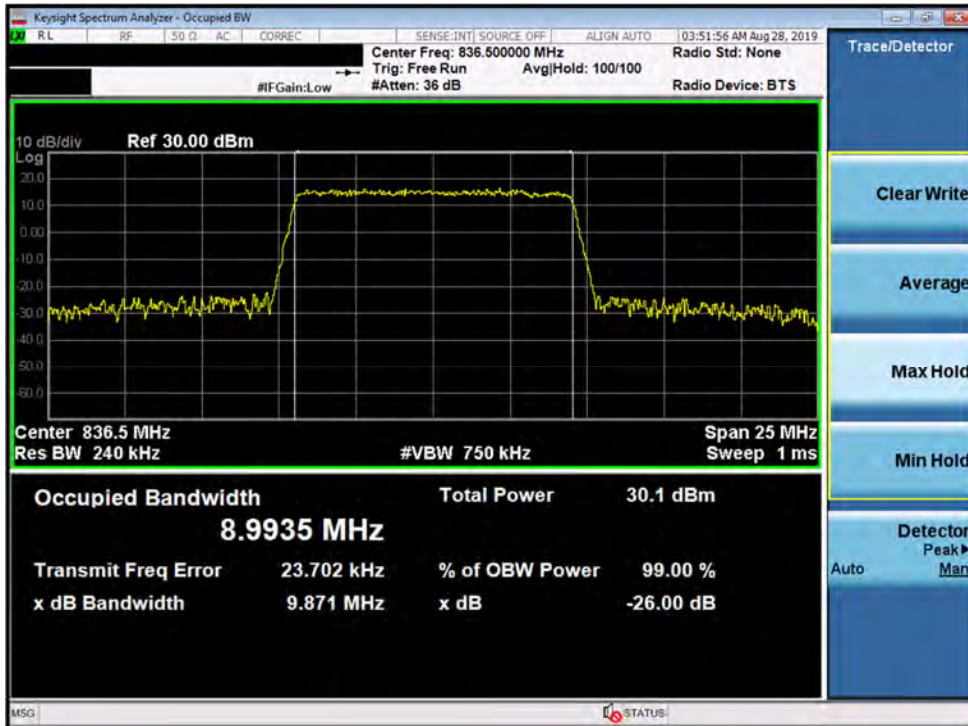 Keysight Spectrum Analyzer - Occupied BW
LXI RL RF 50 Ω AC CORREC SENSE:INT SOURCE OFF ALIGN AUTO 03:51:56 AM Aug 28, 2019
Center Freq: 836.500000 MHz Radio Std: None
Trig: Free Run Avg|Hold: 100/100
#IFGain:Low #Atten: 36 dB Radio Device: BTS
10 dB/div Ref 30.00 dBm
Log
20.0
10.0
0.00
-10.0
-20.0
-30.0
-40.0
-50.0
-60.0
Center 836.5 MHz Span 25 MHz
Res BW 240 kHz #VBW 750 kHz Sweep 1 ms
Occupied Bandwidth Total Power 30.1 dBm
8.9935 MHz
Transmit Freq Error 23.702 kHz % of OBW Power 99.00 %
x dB Bandwidth 9.871 MHz x dB -26.00 dB
Trace/Detector
Clear Write
Average
Max Hold
Min Hold
Detector
Peak▶
Auto Man
MSG STATUS